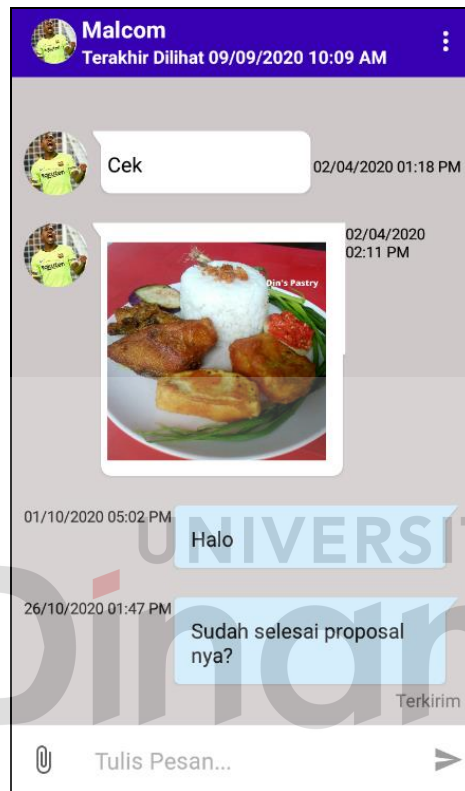 Malcom
Terakhir Dilihat 09/09/2020 10:09 AM
Cek
02/04/2020 01:18 PM
02/04/2020
02:11 PM
Din's Pastry
01/10/2020 05:02 PM
Halo
UNIVERSIT
Dinar
26/10/2020 01:47 PM
Sudah selesai proposal
nya?
Terkirim
Tulis Pesan...